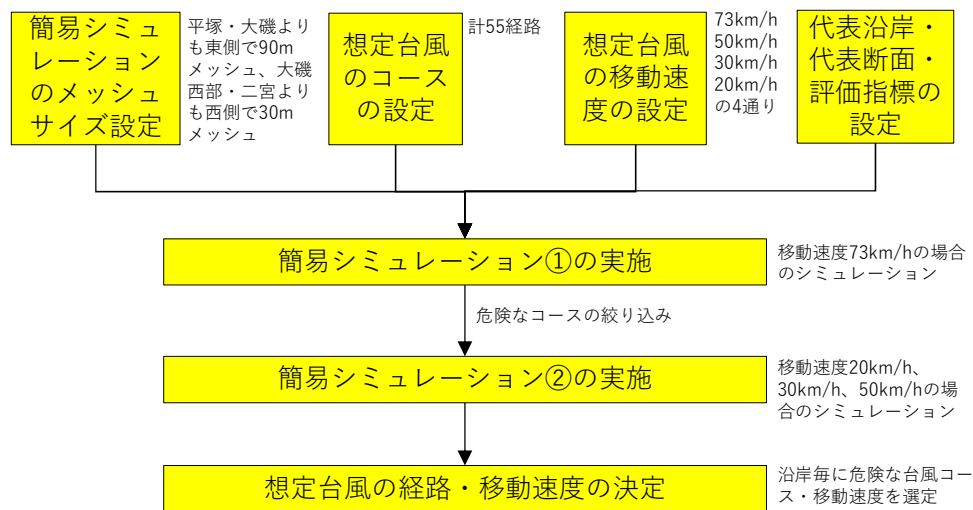 簡易シミュ
レーション
のメッシュ
サイズ設定
平塚・大磯より
も東側で90m
メッシュ、大磯
西部・二宮より
も西側で30m
メッシュ
想定台風
のコース
の設定
計55経路
想定台風
の移動速
度の設定
73km/h
50km/h
30km/h
20km/h
の4通り
代表沿岸・
代表断面・
評価指標の
設定
簡易シミュレーション①の実施
移動速度73km/hの場合
のシミュレーション
危険なコースの絞り込み
簡易シミュレーション②の実施
移動速度20km/h、
30km/h、50km/hの場
合のシミュレーション
想定台風の経路・移動速度の決定
沿岸毎に危険な台風コー
ス・移動速度を選定